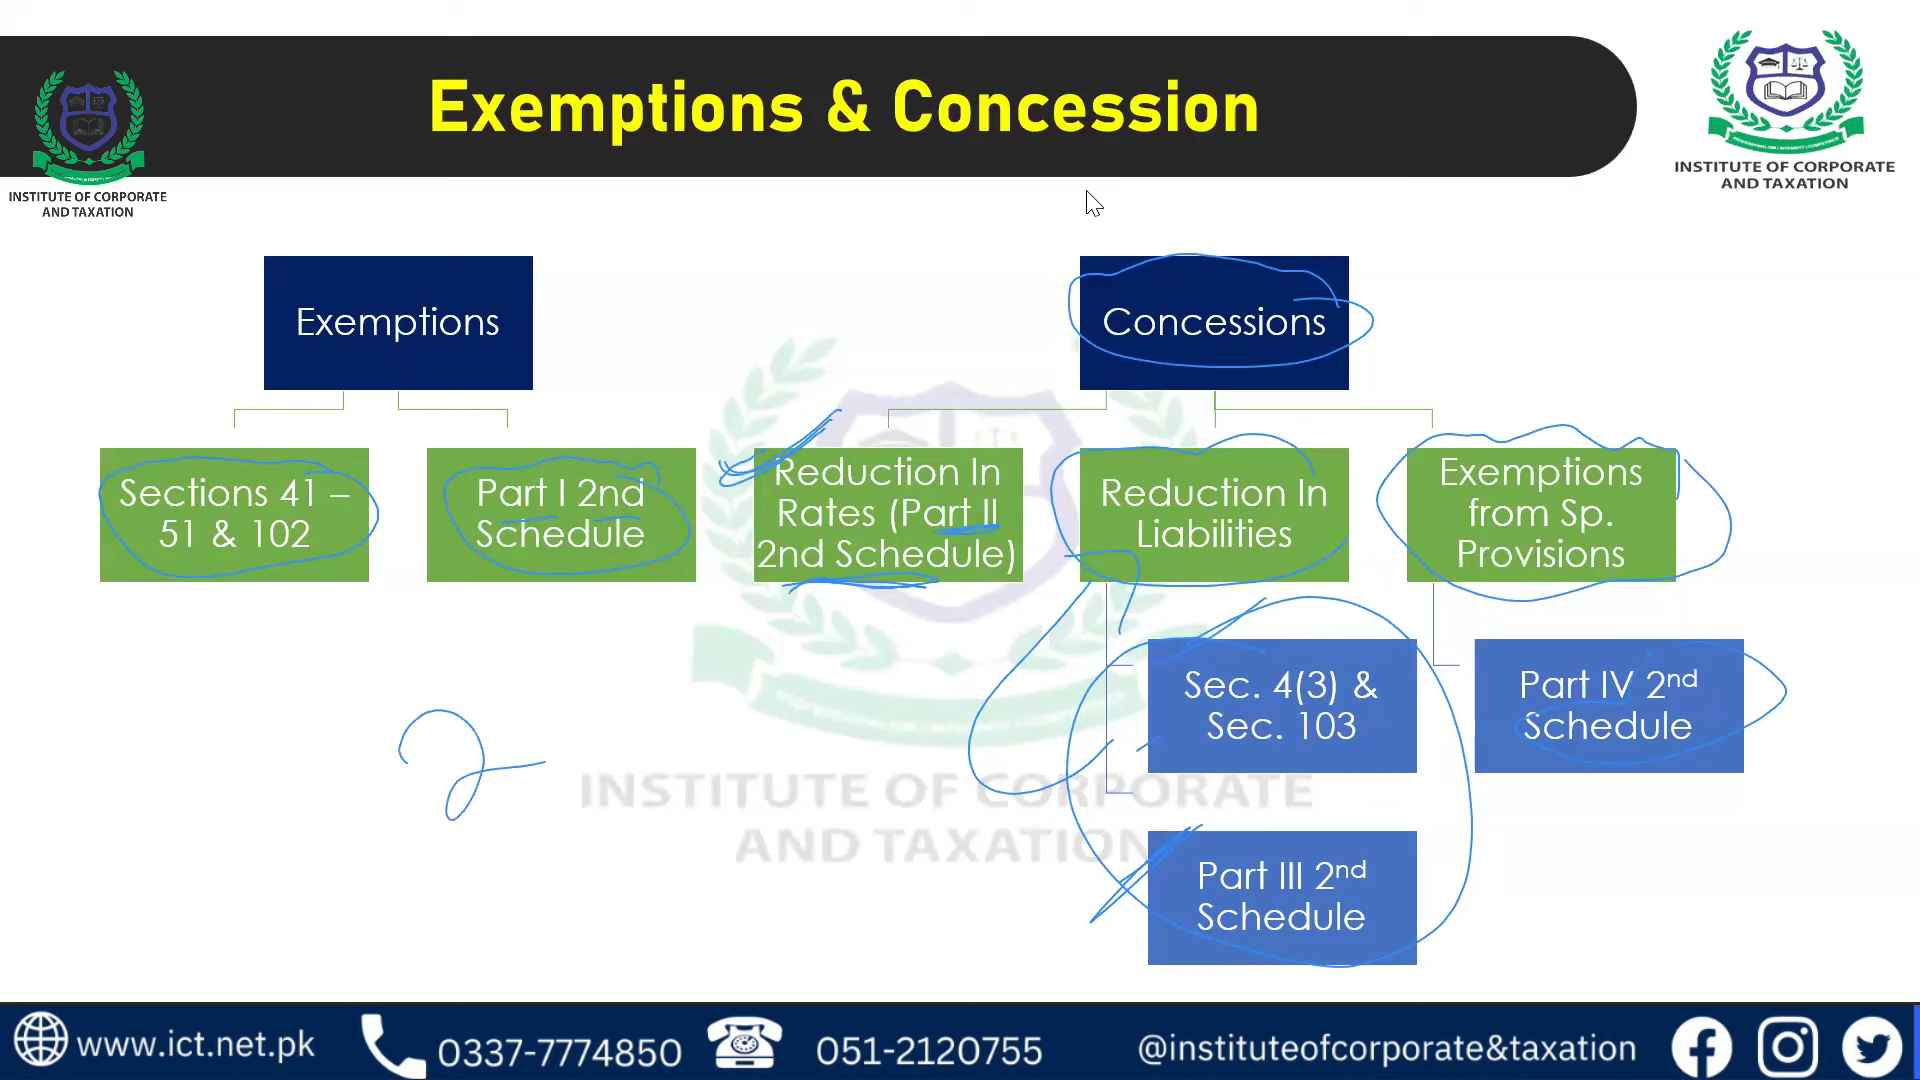 Exemptions & Concession
INSTITUTE OF CORPORATE
AND TAXATION
INSTITUTE OF CORPORATE
AND TAXATION
Exemptions
Concessions
Sections 41 –
51 & 102
Part I 2nd
Schedule
Reduction In
Rates (Part II
2nd Schedule)
Reduction In
Liabilities
Exemptions
from Sp.
Provisions
Sec. 4(3) &
Sec. 103
Part IV 2nd
Schedule
2
INSTITUTE OF CORPORATE
AND TAXATION
Part III 2nd
Schedule
www.ict.net.pk
0337-7774850
051-2120755
@instituteofcorporate&taxation